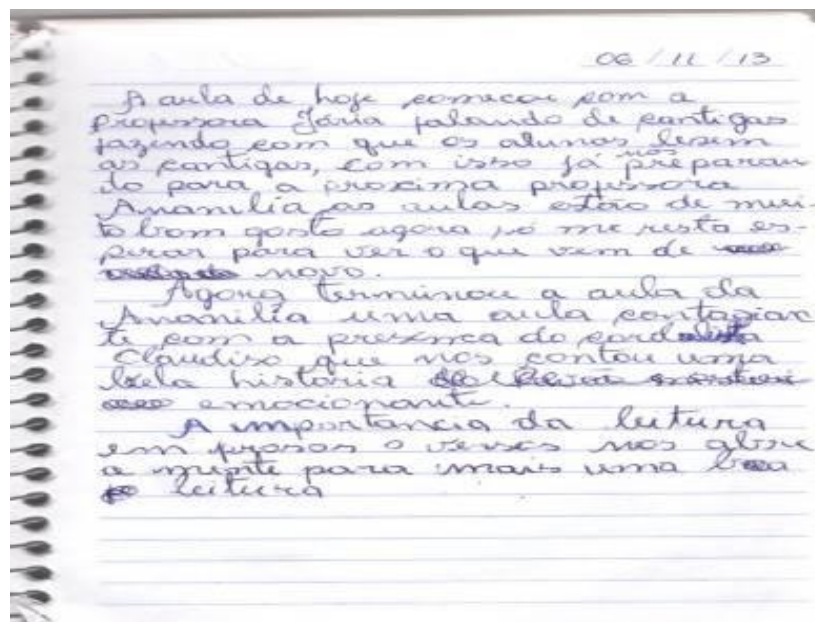 06/11/13
A aula de hoje começou com a
professora Jória falando de cantigas
fazendo com que os alunos lesem
as cantigas, com isso já nos preparan
do para a proxima professora
Ananilia, as aulas estão de mui-
to bom gosto agora só me resta es-
perar para ver o que vem de
novo.
Agora terminou a aula da
Ananilia uma aula contagian
te com a presença do cordelista
Claudiso que nos contou uma
bela história
emocionante.
A importancia da leitura
em prosas e versos nos abre
a mente para mais uma boa
leitura